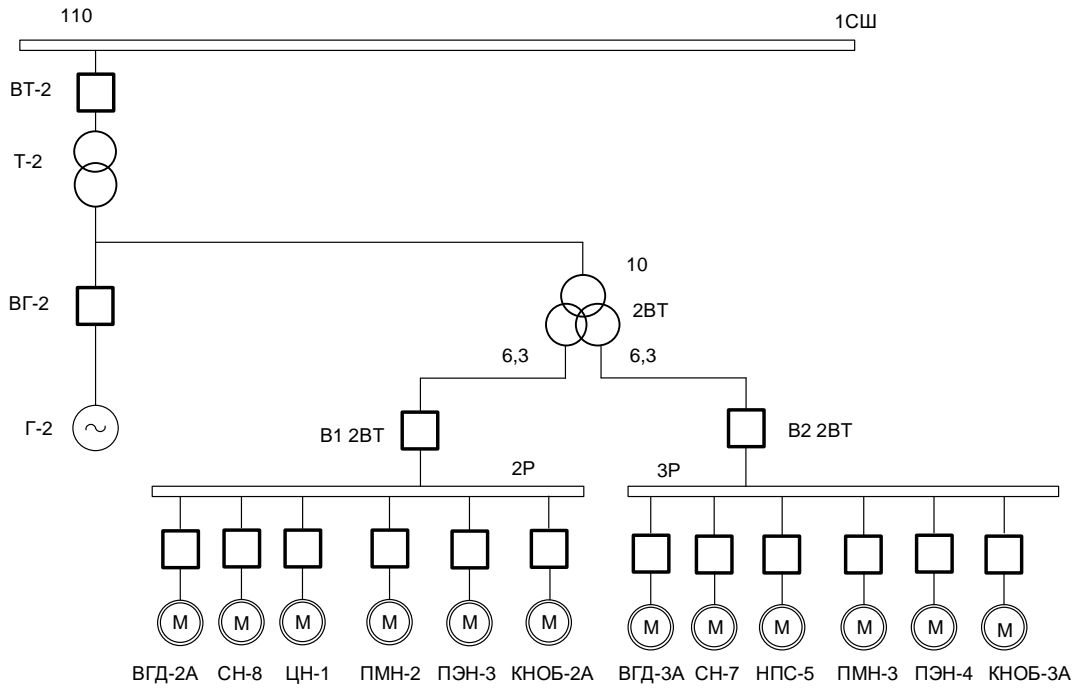 110
1СШ
ВТ-2
Т-2
10
ВГ-2
2ВТ
6,3
6,3
Г-2
В1 2ВТ
В2 2ВТ
2Р
3Р
М
М
М
М
М
М
М
М
М
М
М
М
ВГД-2А
СН-8
ЦН-1
ПМН-2
ПЭН-3
КНОБ-2А
ВГД-3А
СН-7
НПС-5
ПМН-3
ПЭН-4
КНОБ-3А